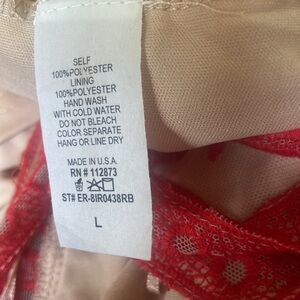 SELF
100%POLYESTER
LINING
100%POLYESTER
HAND WASH
WITH COLD WATER
DO NOT BLEACH
COLOR SEPARATE
HANG OR LINE DRY
MADE IN U.S.A.
RN # 112873
ST# ER-8IR0438RB
L